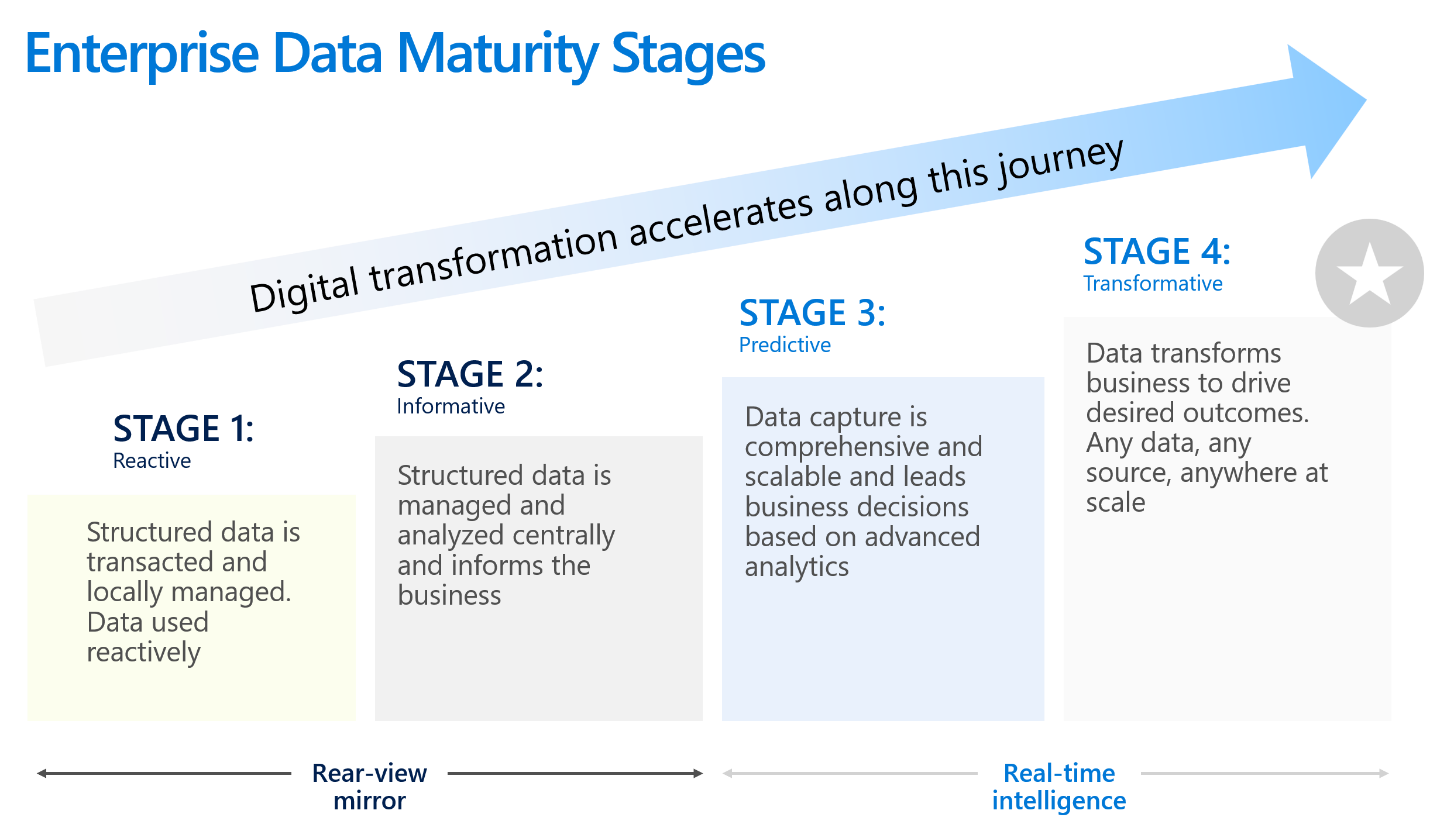 Enterprise Data Maturity Stages
Digital transformation accelerates along this journey
STAGE 1:
Reactive
Structured data is
transacted and
locally managed.
Data used
reactively
STAGE 2:
Informative
Structured data is
managed and
analyzed centrally
and informs the
business
STAGE 3:
Predictive
Data capture is
comprehensive and
scalable and leads
business decisions
based on advanced
analytics
STAGE 4:
Transformative
Data transforms
business to drive
desired outcomes.
Any data, any
source, anywhere at
scale
Rear-view
mirror
Real-time
intelligence